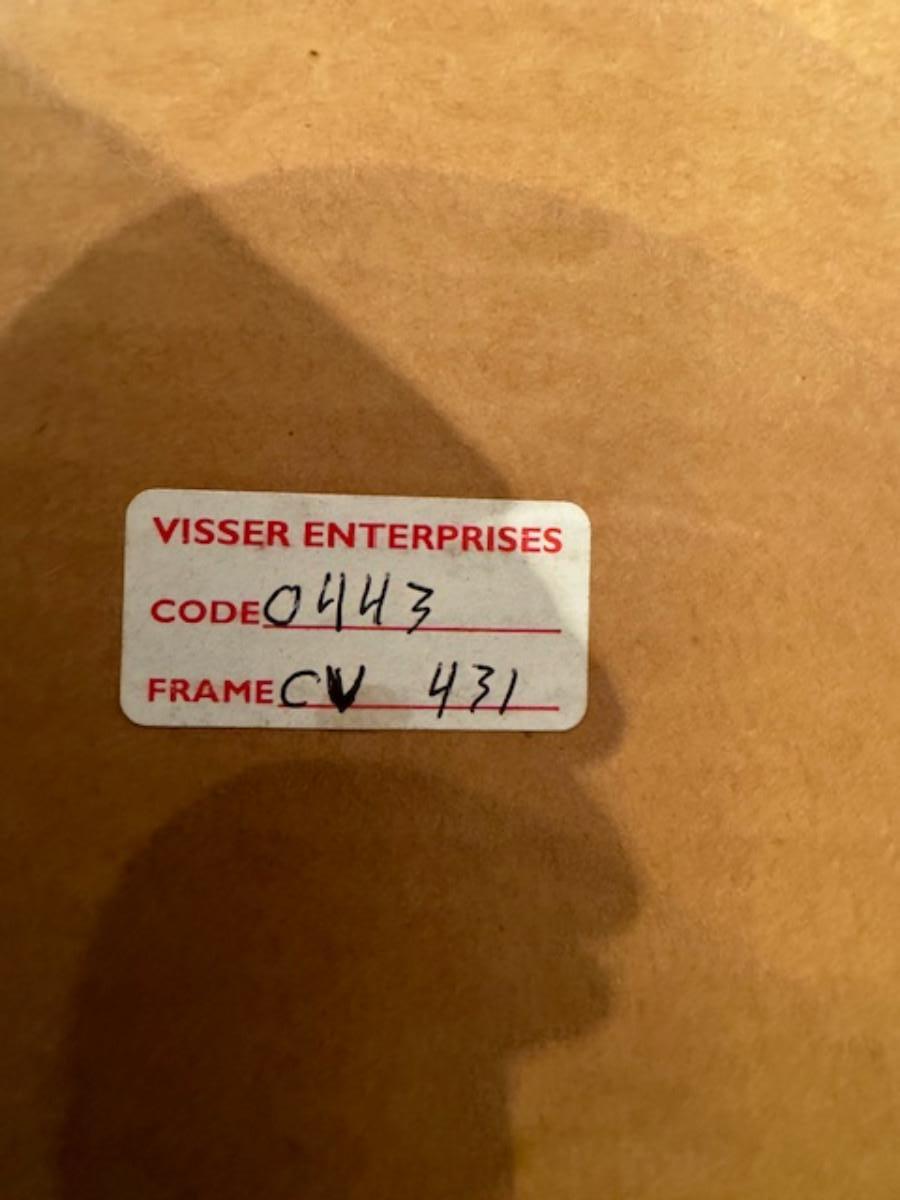 VISSER ENTERPRISES
CODE 0443
FRAME CV 431